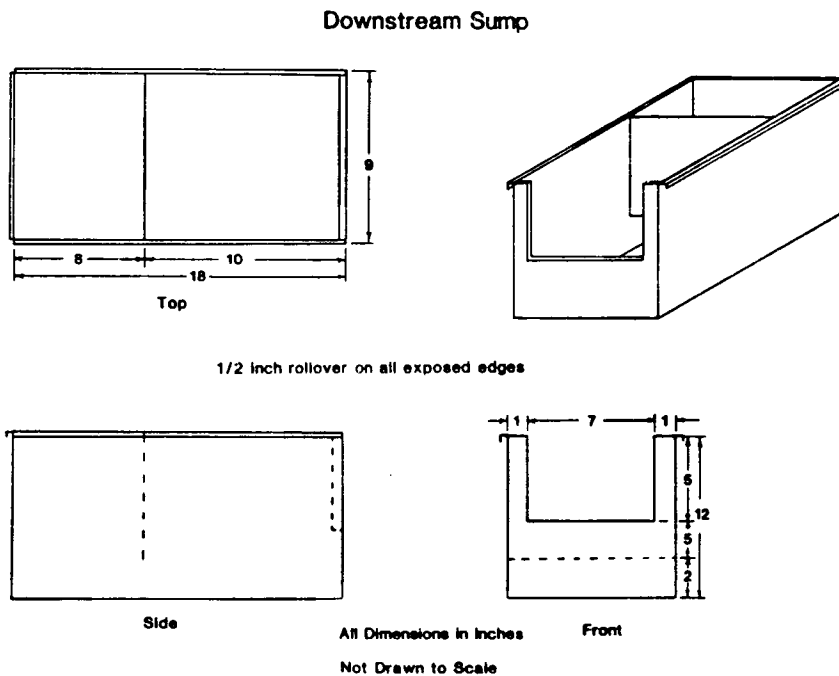 Downstream Sump
9
8 10
18
Top
1/2 inch rollover on all exposed edges
1 7 1
5
12
5
2
Side
Front
All Dimensions in Inches
Not Drawn to Scale